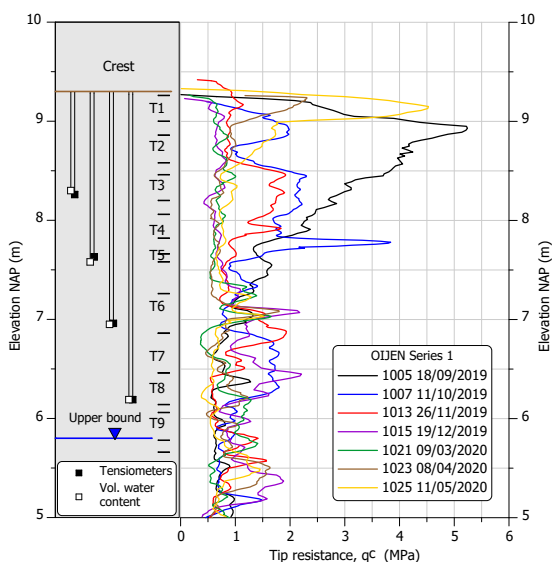 10
10
Crest
T1
9
9
T2
T3
8
8
T4
T5
T6
7
7
T7
OIJEN Series 1
1005 18/09/2019
1007 11/10/2019
T8
1013 26/11/2019
1015 19/12/2019
6
6
Upper bound
T9
1021 09/03/2020
1023 08/04/2020
1025 11/05/2020
Tensiometers
Vol. water
content
5
5
0 1 2 3 4 5 6
Tip resistance, qc (MPa)
Elevation NAP (m)
Elevation NAP (m)